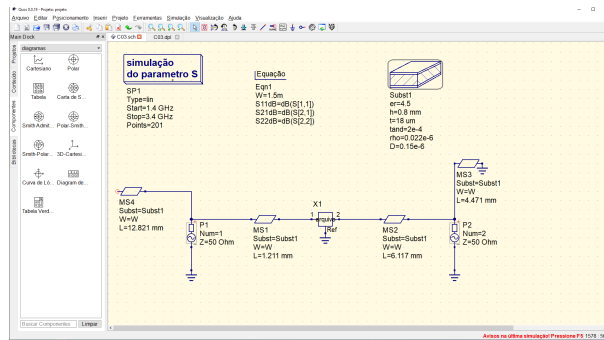 Qucs 0.0.19 - Projeto: projeto
Arquivo Editar Posicionamento Inserir Projeto Ferramentas Simulação Visualização Ajuda
Main Dock
C03.sch
C03.dpl
Projetos
Conteúdo
Componentes
Bibliotecas
diagramas
Cartesiano
Polar
Tabela
Carta de S...
Smith Admit...
Polar-Smith...
Smith-Polar...
3D-Cartesi...
Curva de Ló...
Diagram de...
Tabela Verd...
Buscar Componentes
Limpar
simulação
do parametro S
SP1
Type=lin
Start=1.4 GHz
Stop=3.4 GHz
Points=201
Equação
Eqn1
W=1.5m
S11dB=dB(S[1,1])
S21dB=dB(S[2,1])
S22dB=dB(S[2,2])
Subst1
er=4.5
h=0.8 mm
t=18 um
tand=2e-4
rho=0.022e-6
D=0.15e-6
MS3
Subst=Subst1
W=W
L=4.471 mm
MS4
Subst=Subst1
W=W
L=12.821 mm
P1
Num=1
Z=50 Ohm
MS1
Subst=Subst1
W=W
L=1.211 mm
X1
1 arquivo 2
Ref
MS2
Subst=Subst1
W=W
L=6.117 mm
P2
Num=2
Z=50 Ohm
Avisos na última simulação! Pressione F5